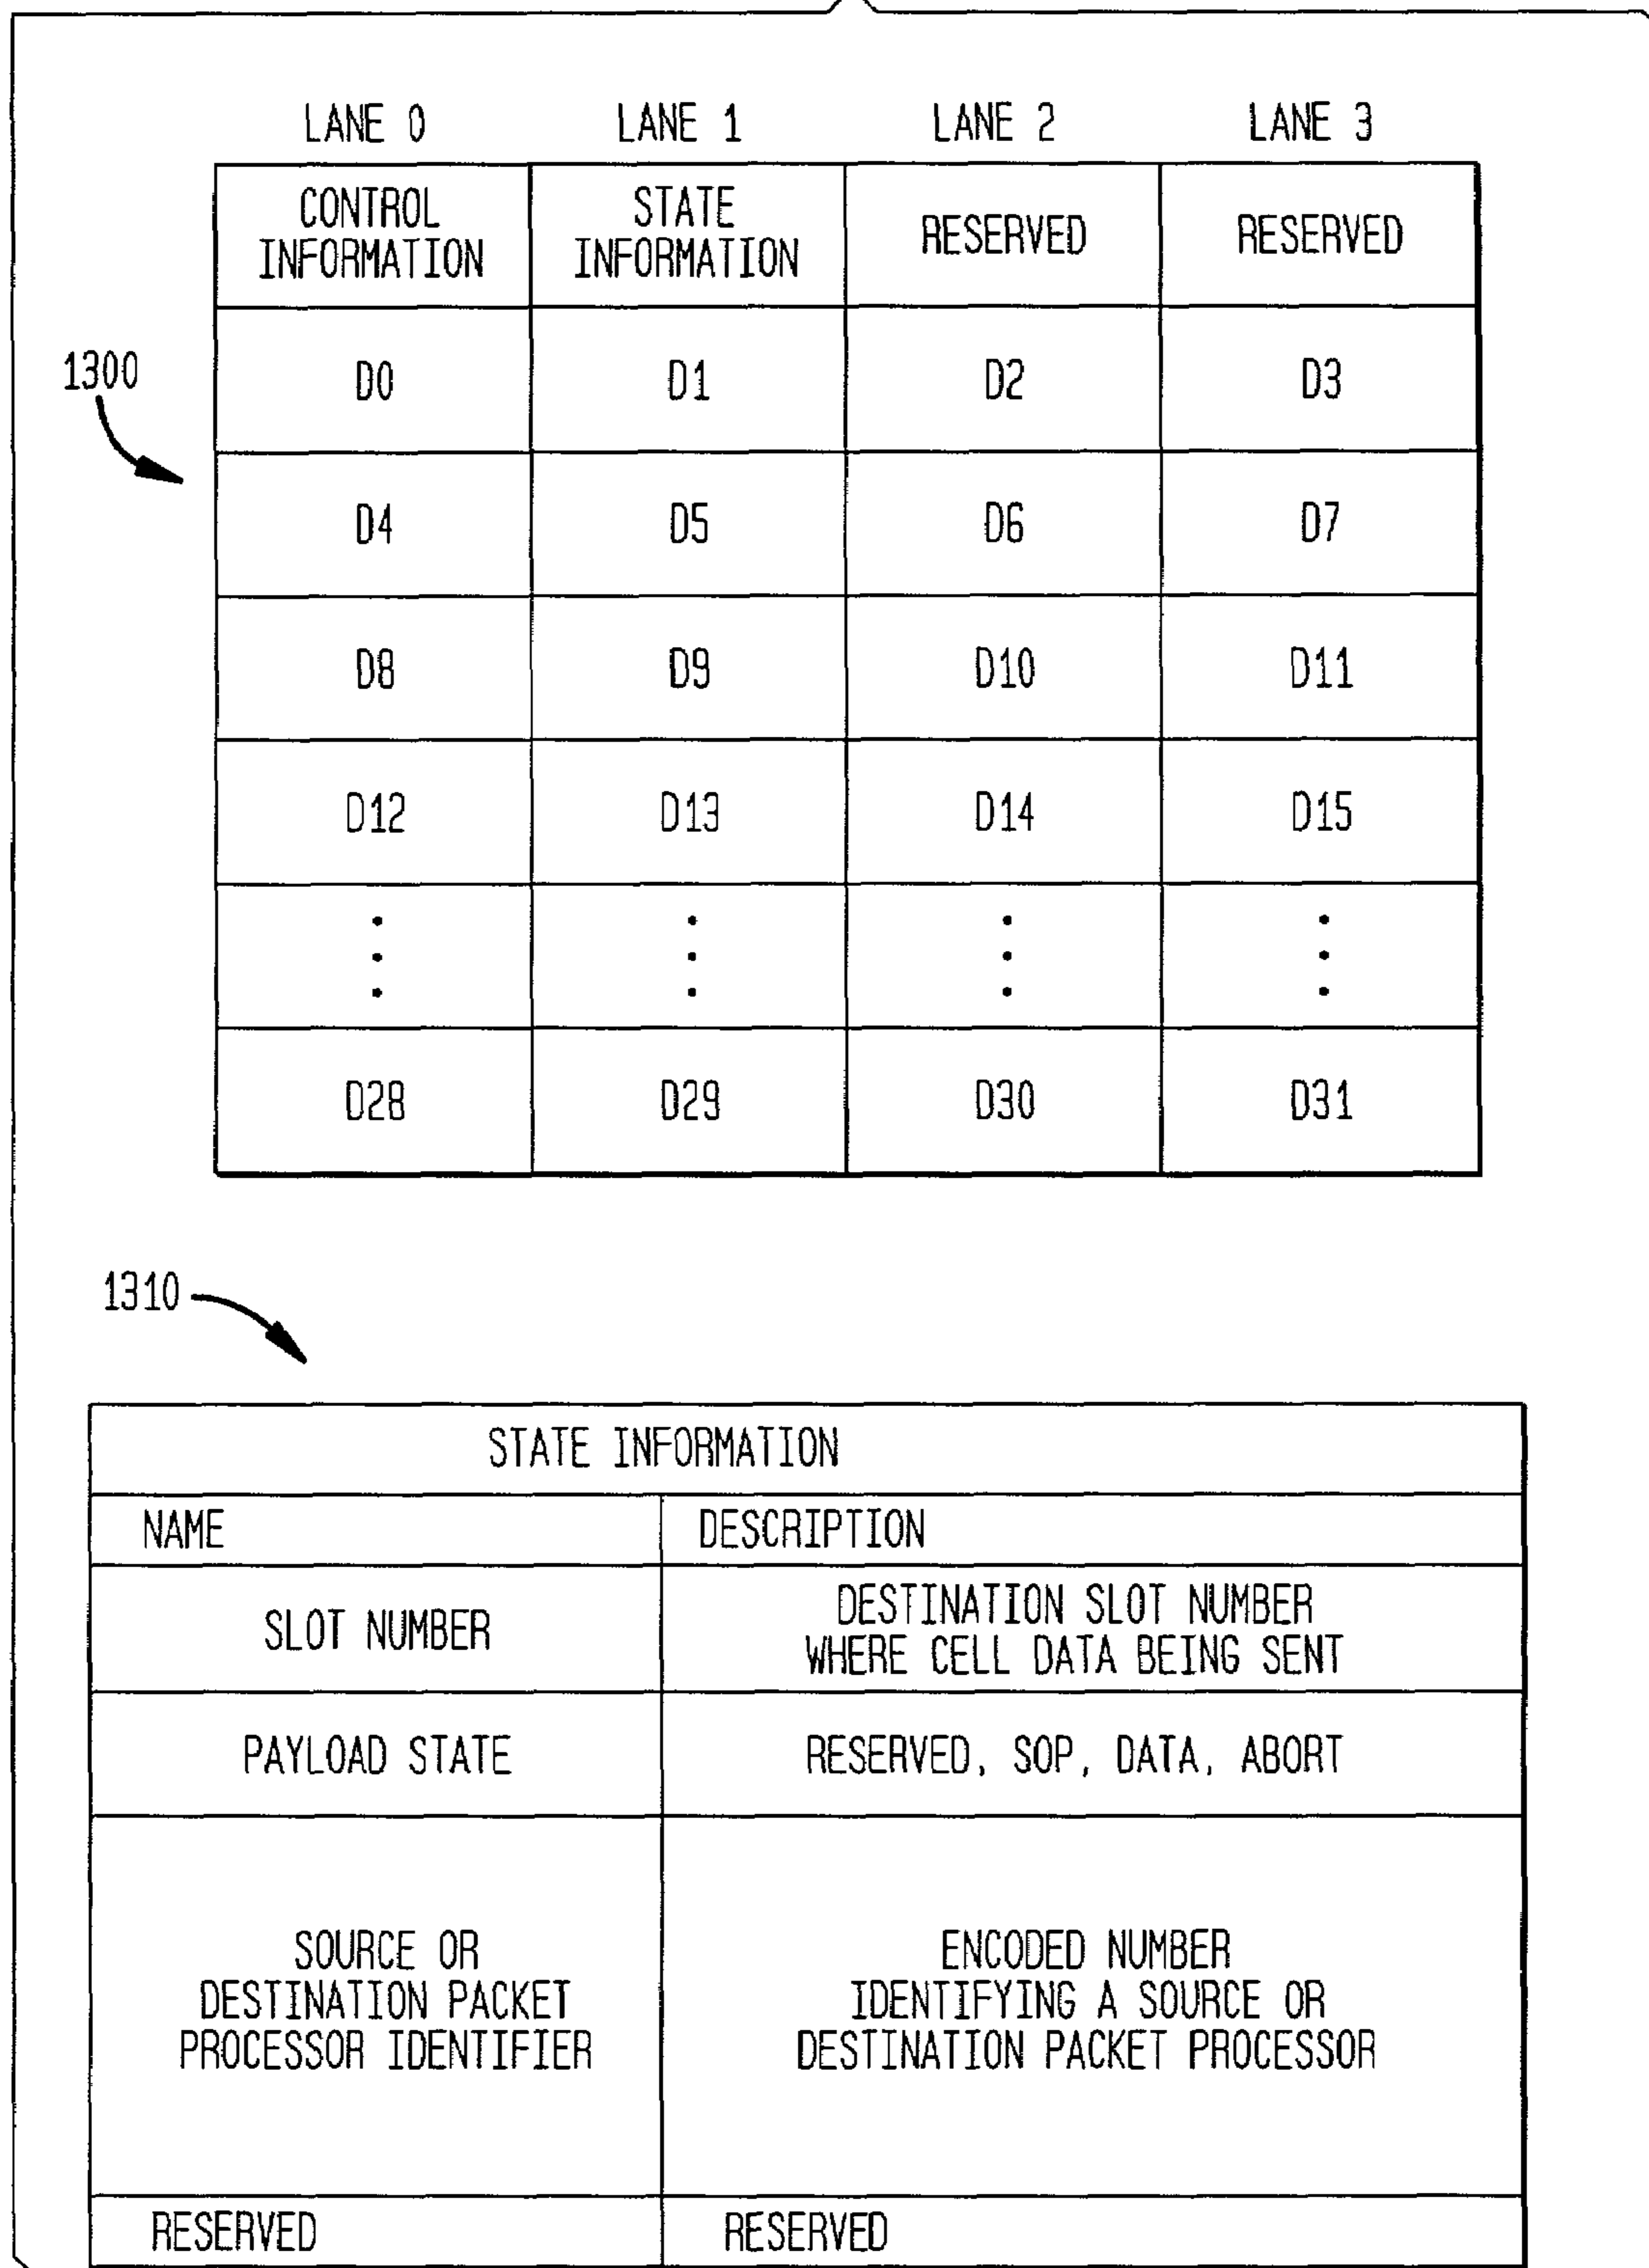 LANE 0 LANE 1 LANE 2 LANE 3
CONTROL INFORMATION STATE INFORMATION RESERVED RESERVED
1300
D0 D1 D2 D3
D4 D5 D6 D7
D8 D9 D10 D11
D12 D13 D14 D15
D28 D29 D30 D31
1310
STATE INFORMATION
NAME DESCRIPTION
SLOT NUMBER
DESTINATION SLOT NUMBER
WHERE CELL DATA BEING SENT
PAYLOAD STATE
RESERVED, SOP, DATA, ABORT
SOURCE OR
DESTINATION PACKET
PROCESSOR IDENTIFIER
ENCODED NUMBER
IDENTIFYING A SOURCE OR
DESTINATION PACKET PROCESSOR
RESERVED RESERVED